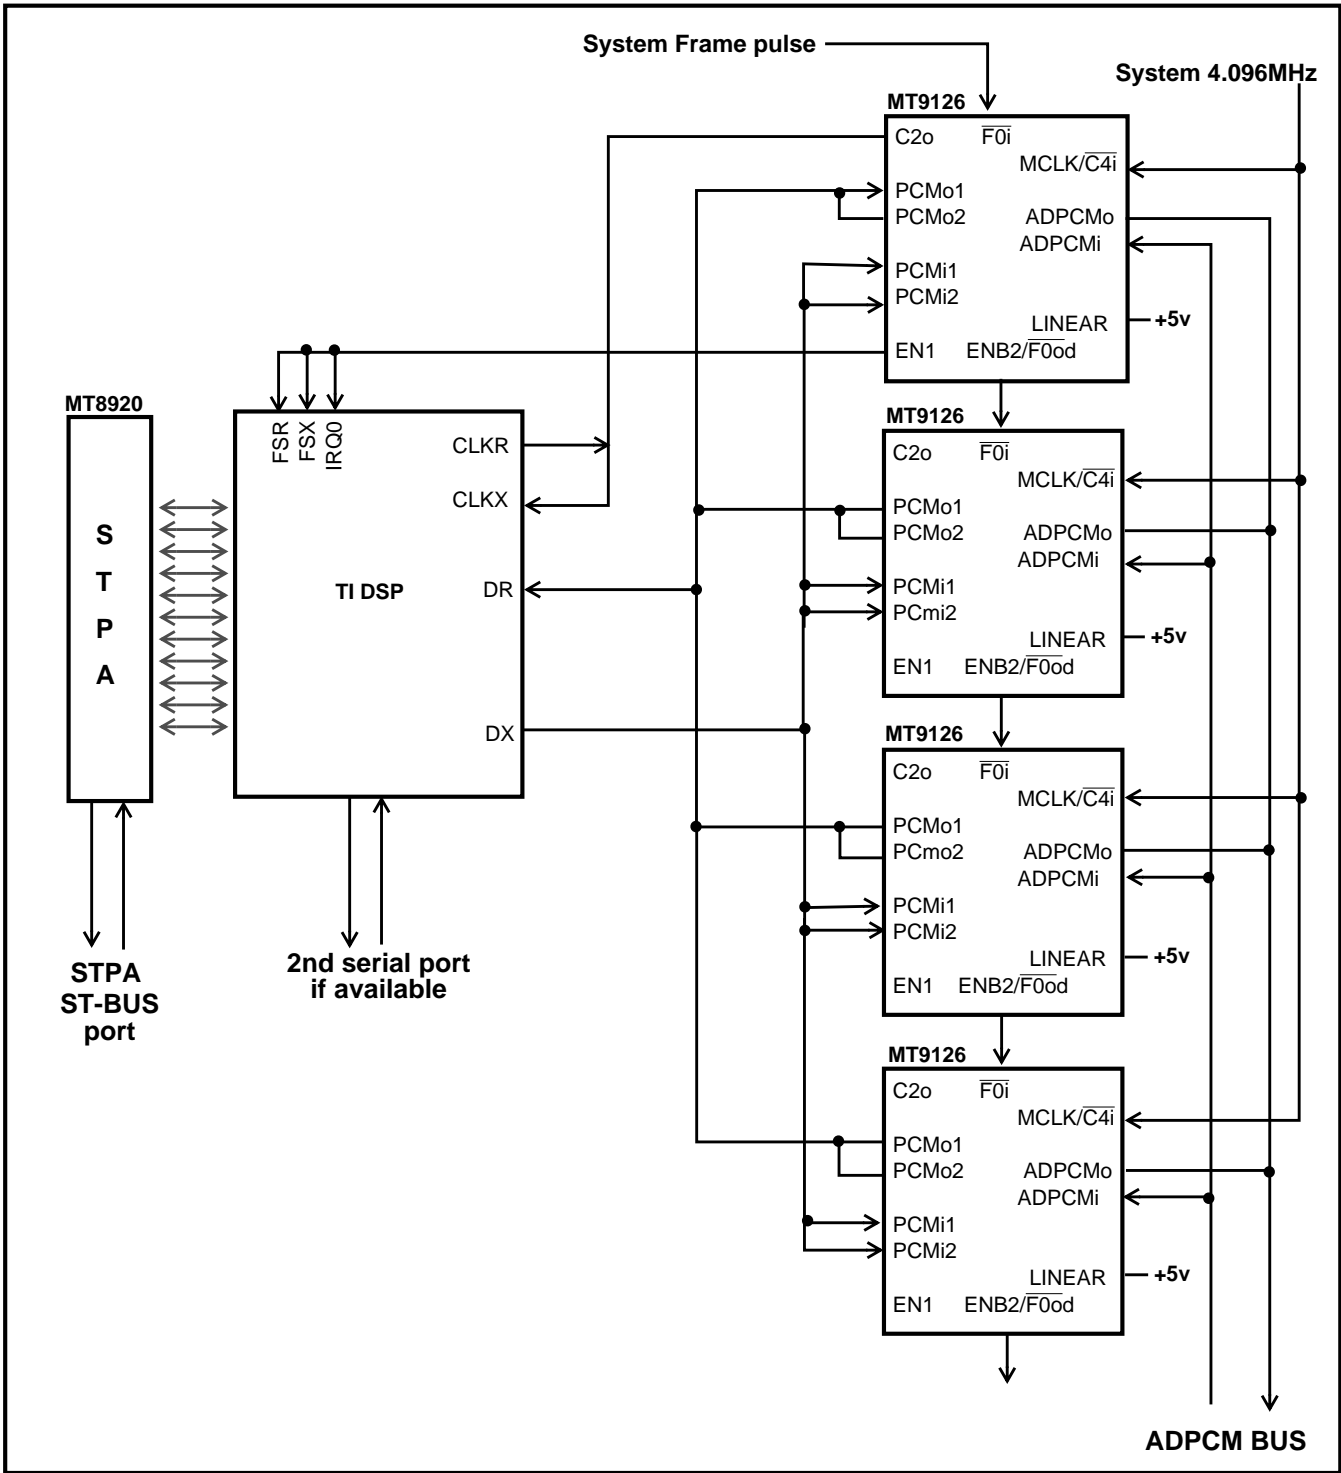 System Frame pulse
System 4.096MHz
MT9126
C2o F0i
MCLK/C4i
PCMo1
PCMo2 ADPCMo
ADPCMi
PCMi1
PCMi2
LINEAR +5v
EN1 ENB2/F0od
MT8920
S
T
P
A
FSR
FSX
IRQ0
CLKR
CLKX
TI DSP
DR
DX
MT9126
C2o F0i
MCLK/C4i
PCMo1
PCMo2 ADPCMo
ADPCMi
PCMi1
PCmi2
LINEAR +5v
EN1 ENB2/F0od
MT9126
C2o F0i
MCLK/C4i
PCMo1
PCmo2 ADPCMo
ADPCMi
PCMi1
PCMi2
LINEAR +5v
EN1 ENB2/F0od
STPA
ST-BUS
port
2nd serial port
if available
MT9126
C2o F0i
MCLK/C4i
PCMo1
PCMo2 ADPCMo
ADPCMi
PCMi1
PCMi2
LINEAR +5v
EN1 ENB2/F0od
ADPCM BUS